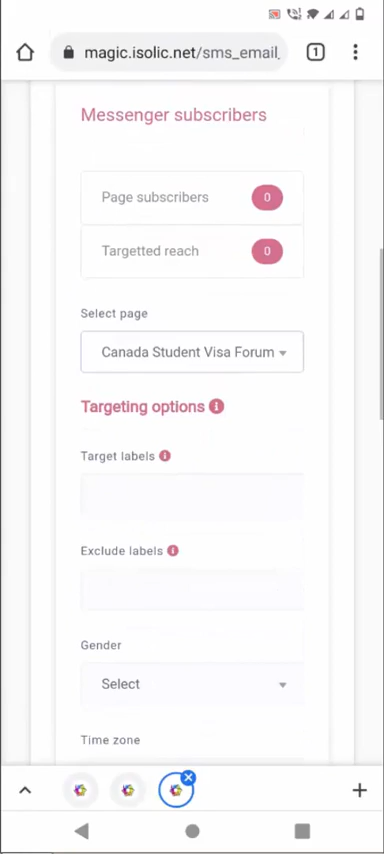 magic.isolic.net/sms_email_
1
Messenger subscribers
Page subscribers 0
Targetted reach 0
Select page
Canada Student Visa Forum
Targeting options
Target labels
Exclude labels
Gender
Select
Time zone